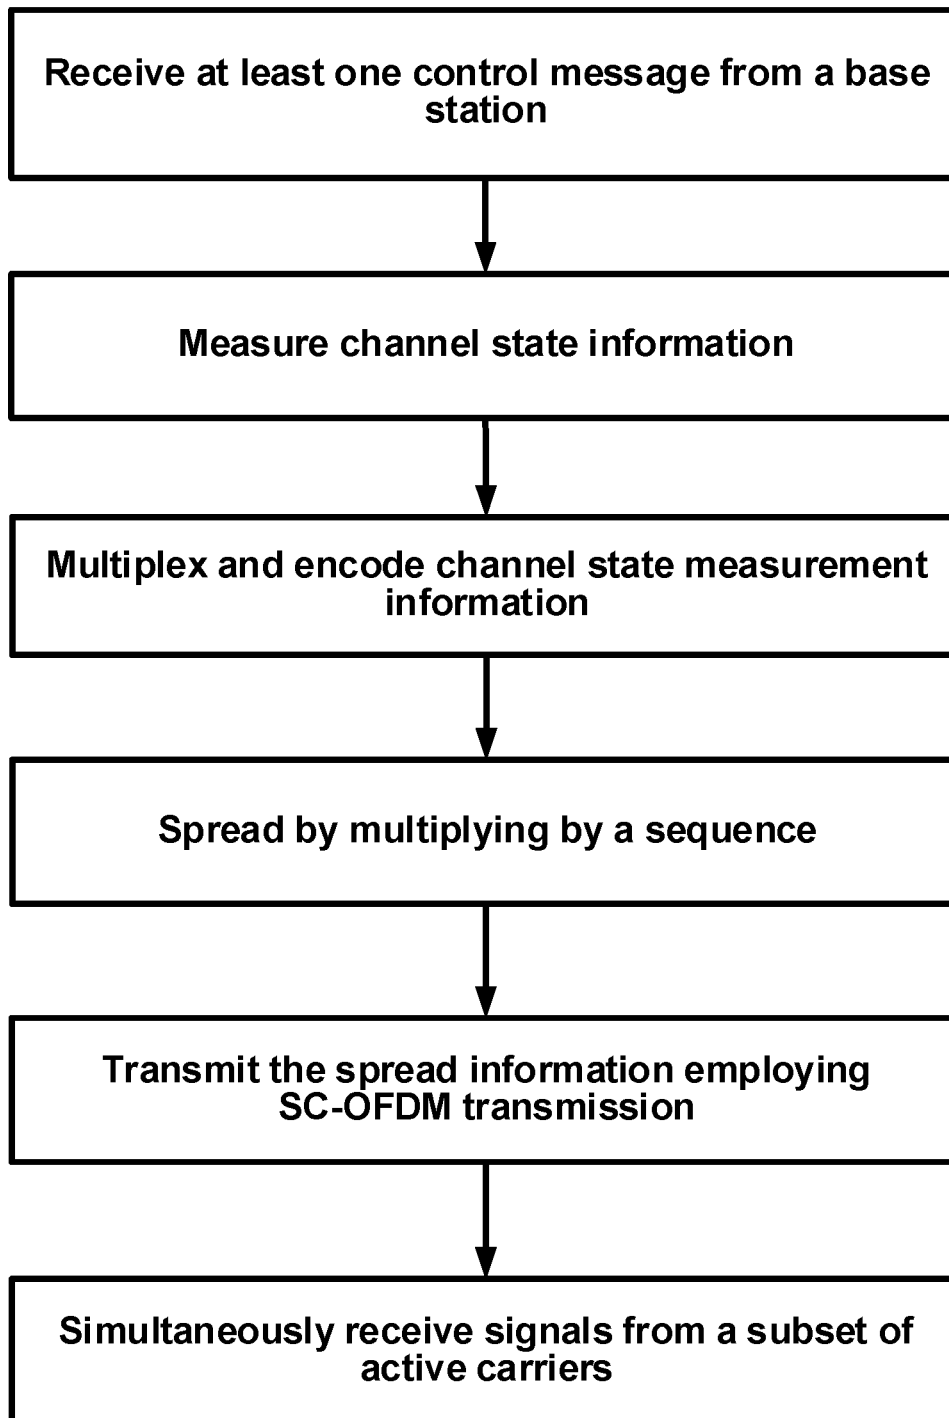 Receive at least one control message from a base
station
Measure channel state information
Multiplex and encode channel state measurement
information
Spread by multiplying by a sequence
Transmit the spread information employing
SC-OFDM transmission
Simultaneously receive signals from a subset of
active carriers